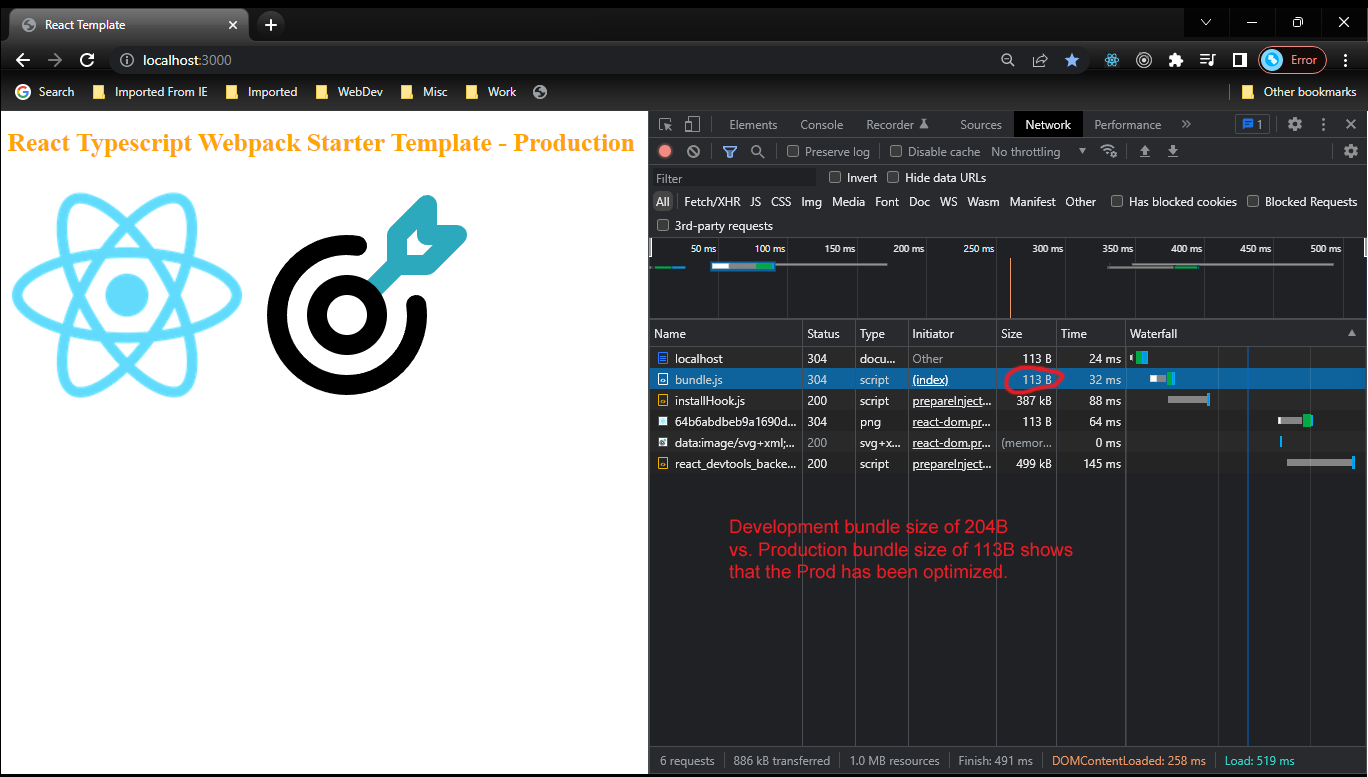 React Template
localhost:3000
Error
Search Imported From IE Imported WebDev Misc Work Other bookmarks
React Typescript Webpack Starter Template - Production
Elements Console Recorder Sources Network Performance » 1
Preserve log Disable cache No throttling
Filter Invert Hide data URLs
All Fetch/XHR JS CSS Img Media Font Doc WS Wasm Manifest Other Has blocked cookies Blocked Requests
3rd-party requests
50 ms 100 ms 150 ms 200 ms 250 ms 300 ms 350 ms 400 ms 450 ms 500 ms
Name Status Type Initiator Size Time Waterfall
localhost 304 docu... Other 113 B 24 ms
bundle.js 304 script (index) 113 B 32 ms
installHook.js 200 script prepareInject... 387 kB 88 ms
64b6abdbeb9a1690d... 304 png react-dom.pr... 113 B 64 ms
data:image/svg+xml;... 200 svg+x... react-dom.pr... (memor... 0 ms
react_devtools_backe... 200 script prepareInject... 499 kB 145 ms
Development bundle size of 204B
vs. Production bundle size of 113B shows
that the Prod has been optimized.
6 requests 886 kB transferred 1.0 MB resources Finish: 491 ms DOMContentLoaded: 258 ms Load: 519 ms